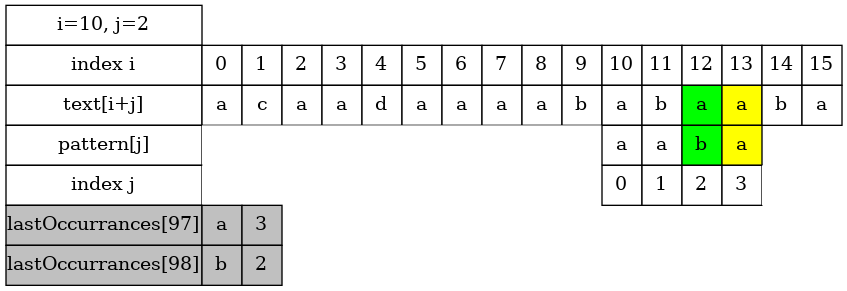 i=10, j=2
index i 0 1 2 3 4 5 6 7 8 9 10 11 12 13 14 15
text[i+j] a c a a d a a a a b a b a a b a
pattern[j] a a b a
index j 0 1 2 3
lastOccurrances[97] a 3
lastOccurrances[98] b 2